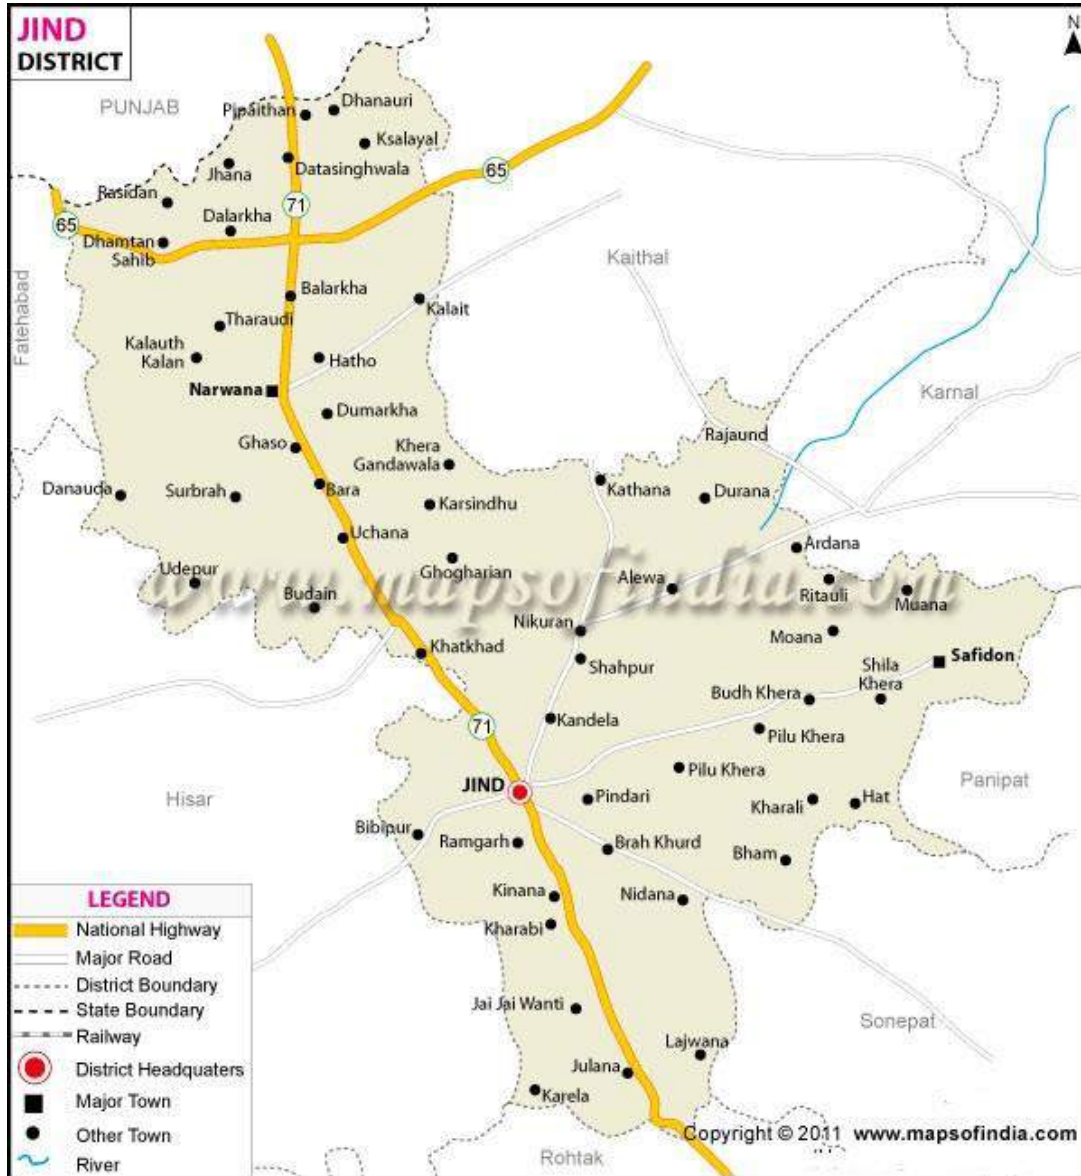 JIND
DISTRICT
N
PUNJAB
Pipaithan
Dhanauri
Ksalayal
Jhana
Datasinghwala
65
Rasidan
71
Dalarkha
65
Dhamtan
Sahib
Kaithal
Fatehabad
Balarkha
Kalait
Tharaudi
Kalauth
Kalan
Hatho
Narwana
Karnal
Dumarkha
Rajaund
Ghaso
Khera
Gandawala
Danauda
Surbrah
Bara
Kathana
Durana
Karsindhu
Uchana
Ardana
Udepur
Ghogharian
Alewa
www.mapsofindia.com
Budain
Ritauli
Muana
Nikuran
Moana
Khatkhad
Shahpur
Safidon
Shila
Khera
Budh Khera
Kandela
71
Pilu Khera
Pilu Khera
JIND
Panipat
Hisar
Pindari
Kharali
Hat
Bibipur
Ramgarh
Brah Khurd
Bham
Kinana
Nidana
Kharabi
Jai Jai Wanti
Sonepat
Lajwana
Julana
Karela
Rohtak
LEGEND
National Highway
Major Road
District Boundary
State Boundary
Railway
District Headquaters
Major Town
Other Town
River
Copyright © 2011 www.mapsofindia.com